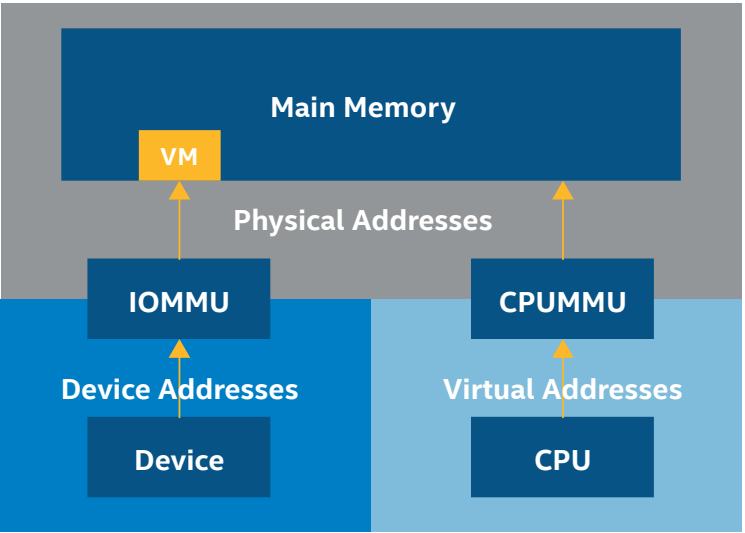 Main Memory
VM
Physical Addresses
IOMMU
CPUMMU
Device Addresses
Virtual Addresses
Device
CPU